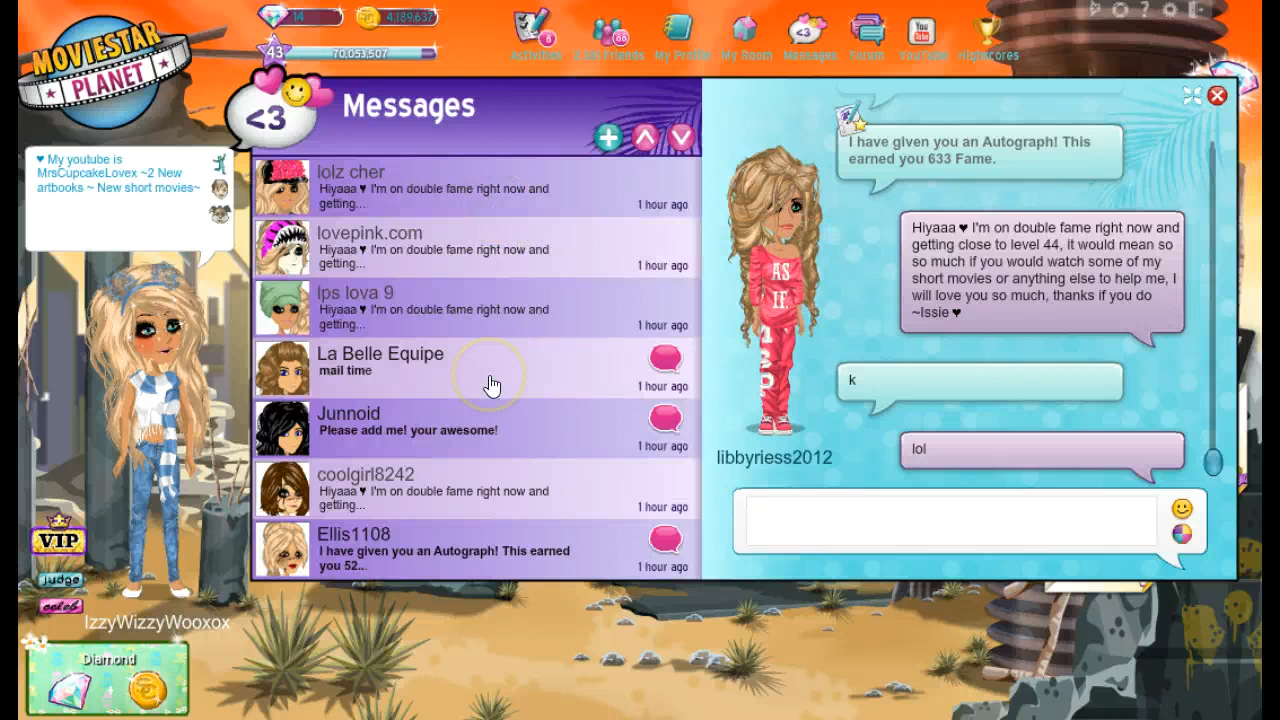 MOVIESTAR
PLANET
14
4,189,637
43
70,053,507
6
Activities
Friends
My Profile
My Room
<3
Messages
Forum
You
Tube
YouTube
Highscores
♥ My youtube is
MrsCupcakeLovex ~2 New
artbooks ~ New short movies~
<3
Messages
lolz cher
Hiyaaa ♥ I'm on double fame right now and
getting...
1 hour ago
lovepink.com
Hiyaaa ♥ I'm on double fame right now and
getting...
1 hour ago
lps lova 9
Hiyaaa ♥ I'm on double fame right now and
getting...
1 hour ago
La Belle Equipe
mail time
1 hour ago
Junnoid
Please add me! your awesome!
1 hour ago
coolgirl8242
Hiyaaa ♥ I'm on double fame right now and
getting...
1 hour ago
Ellis1108
I have given you an Autograph! This earned
you 52...
1 hour ago
AS
IF.
libbyriess2012
I have given you an Autograph! This
earned you 633 Fame.
Hiyaaa ♥ I'm on double fame right now and
getting close to level 44, it would mean so
so much if you would watch some of my
short movies or anything else to help me, I
will love you so much, thanks if you do
~Issie ♥
k
lol
VIP
judge
celeb
IzzyWizzyWooxox
Diamond